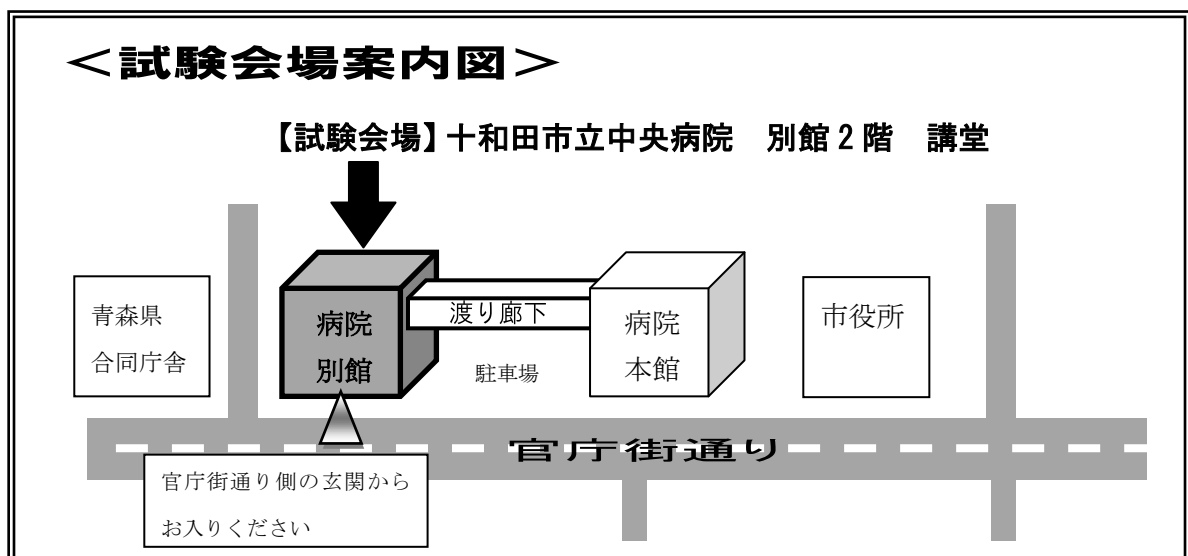 ＜試験会場案内図＞
【試験会場】十和田市立中央病院　別館２階　講堂
青森県
合同庁舎
病院
別館
渡り廊下
駐車場
病院
本館
市役所
官庁街通り
官庁街通り側の玄関から
お入りください